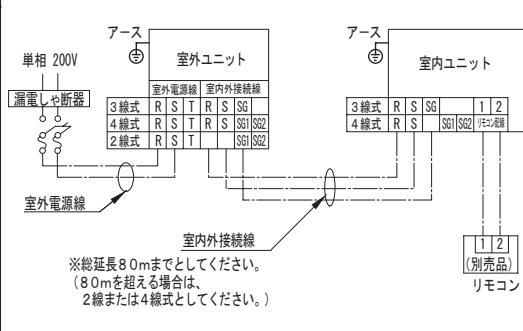 アース
単相 200V
漏電しゃ断器
室外ユニット
室外電源線 室内外接続線
3線式 R S T R S SG
4線式 R S T R S SG1 SG2
2線式 R S T SG1 SG2
アース
室内ユニット
3線式 R S SG 1 2
4線式 R S SG1 SG2 リモコン配線
室外電源線
室内外接続線
※総延長80mまでとしてください。
(80mを超える場合は、
2線または4線式としてください。)
1 2
(別売品)
リモコン